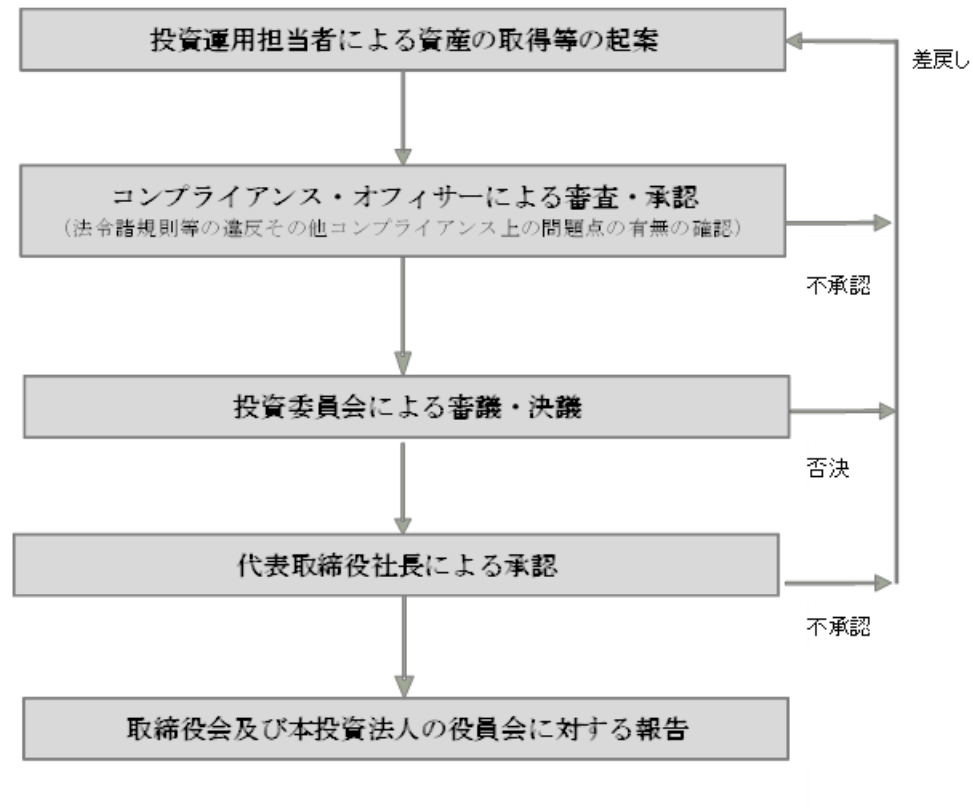 投資運用担当者による資産の取得等の起案
差戻し
コンプライアンス・オフィサーによる審査・承認
（法令諸規則等の違反その他コンプライアンス上の問題点の有無の確認）
不承認
投資委員会による審議・決議
否決
代表取締役社長による承認
不承認
取締役会及び本投資法人の役員会に対する報告